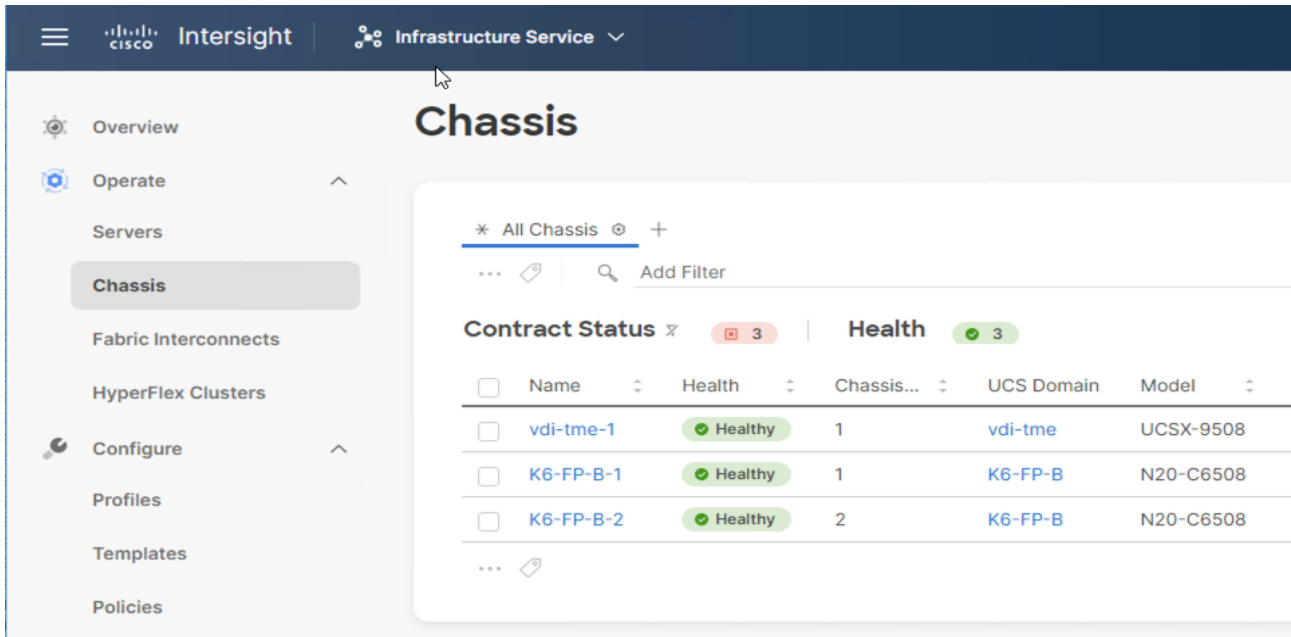 cisco Intersight Infrastructure Service
Overview
Operate
Servers
Chassis
Fabric Interconnects
HyperFlex Clusters
Configure
Profiles
Templates
Policies
Chassis
All Chassis
Add Filter
Contract Status 3 Health 3
Name Health Chassis... UCS Domain Model
vdi-tme-1 Healthy 1 vdi-tme UCSX-9508
K6-FP-B-1 Healthy 1 K6-FP-B N20-C6508
K6-FP-B-2 Healthy 2 K6-FP-B N20-C6508